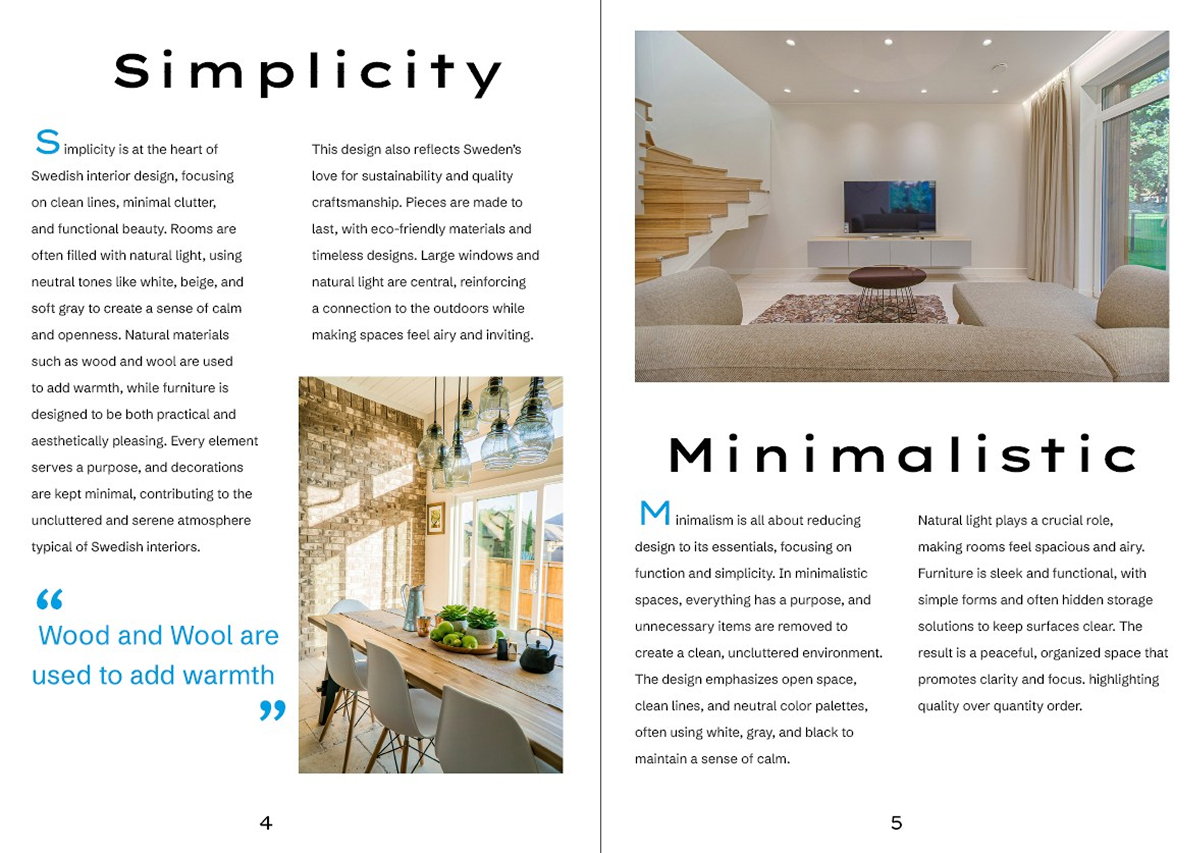 Simplicity
Simplicity is at the heart of
Swedish interior design, focusing
on clean lines, minimal clutter,
and functional beauty. Rooms are
often filled with natural light, using
neutral tones like white, beige, and
soft gray to create a sense of calm
and openness. Natural materials
such as wood and wool are used
to add warmth, while furniture is
designed to be both practical and
aesthetically pleasing. Every element
serves a purpose, and decorations
are kept minimal, contributing to the
uncluttered and serene atmosphere
typical of Swedish interiors.
“
Wood and Wool are
used to add warmth
”
This design also reflects Sweden’s
love for sustainability and quality
craftsmanship. Pieces are made to
last, with eco-friendly materials and
timeless designs. Large windows and
natural light are central, reinforcing
a connection to the outdoors while
making spaces feel airy and inviting.
4
Minimalistic
Minimalism is all about reducing
design to its essentials, focusing on
function and simplicity. In minimalistic
spaces, everything has a purpose, and
unnecessary items are removed to
create a clean, uncluttered environment.
The design emphasizes open space,
clean lines, and neutral color palettes,
often using white, gray, and black to
maintain a sense of calm.
Natural light plays a crucial role,
making rooms feel spacious and airy.
Furniture is sleek and functional, with
simple forms and often hidden storage
solutions to keep surfaces clear. The
result is a peaceful, organized space that
promotes clarity and focus. highlighting
quality over quantity order.
5